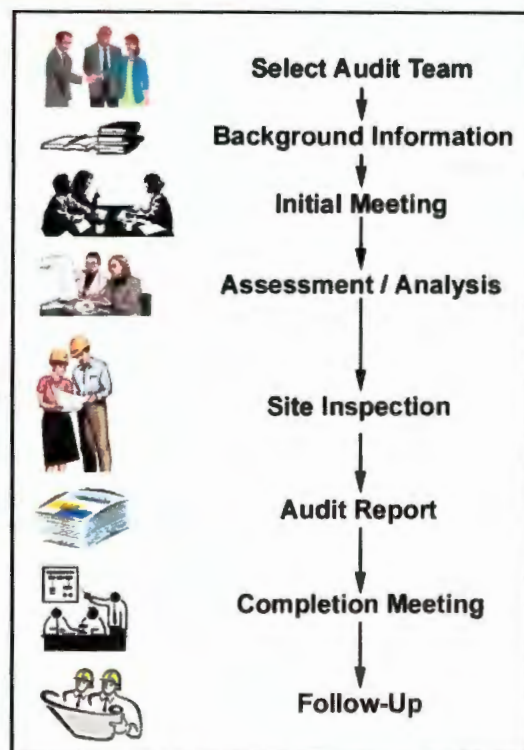 Select Audit Team
Background Information
Initial Meeting
Assessment / Analysis
Site Inspection
Audit Report
Completion Meeting
Follow-Up